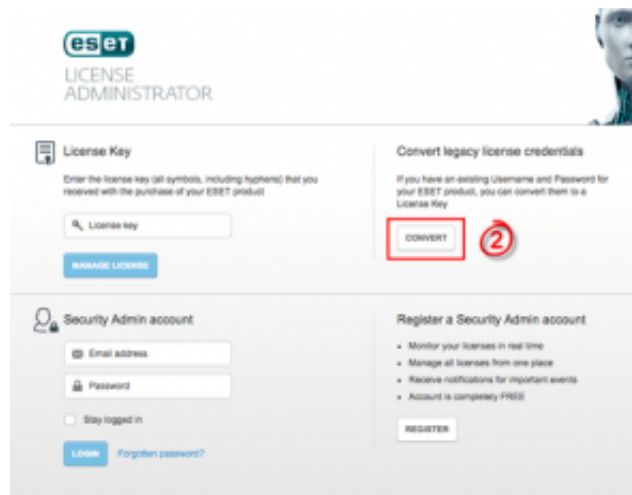 eseT
LICENSE
ADMINISTRATOR
License Key
Enter the license key (all symbols, including hyphens) that you
received with the purchase of your ESET product
License key
MANAGE LICENSE
Convert legacy license credentials
If you have an existing Username and Password for
your ESET product, you can convert them to a
License Key
CONVERT
2
Security Admin account
Email address
Password
Stay logged in
LOGIN
Forgotten password?
Register a Security Admin account
• Monitor your licenses in real time
• Manage all licenses from one place
• Receive notifications for important events
• Account is completely FREE
REGISTER